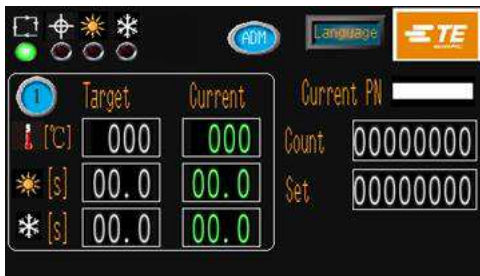 ADM
Language
TE
1
Target Current
Current PN
[°C] 000 000
Count 00000000
[s] 00.0 00.0
Set 00000000
[s] 00.0 00.0